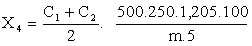 X₄ = (C₁ + C₂)/2 . (500.250.1,205.100)/(m.5)